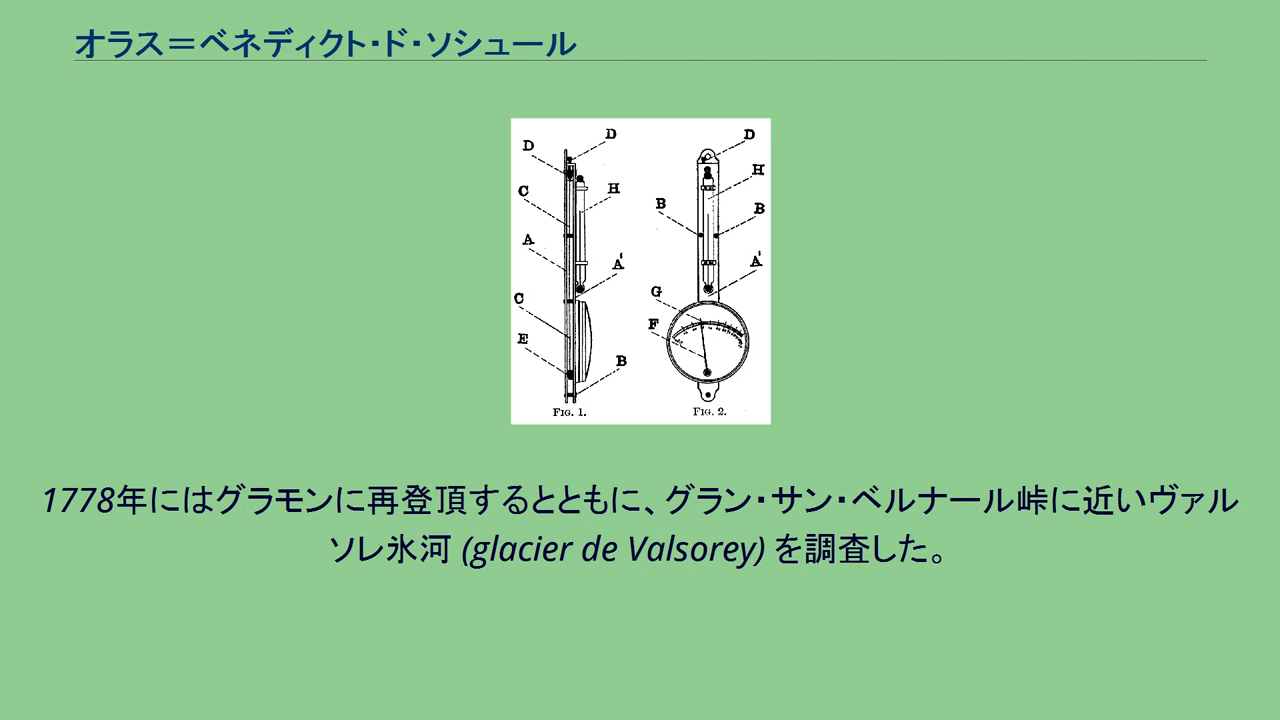 オラス＝ベネディクト・ド・ソシュール
D
D
C
H
A
A'
C
E
B
FIG. 1.
D
H
B
B
A'
G
F
FIG. 2.
1778年にはグラモンに再登頂するとともに、グラン・サン・ベルナール峠に近いヴァル
ソレ氷河 (glacier de Valsorey) を調査した。